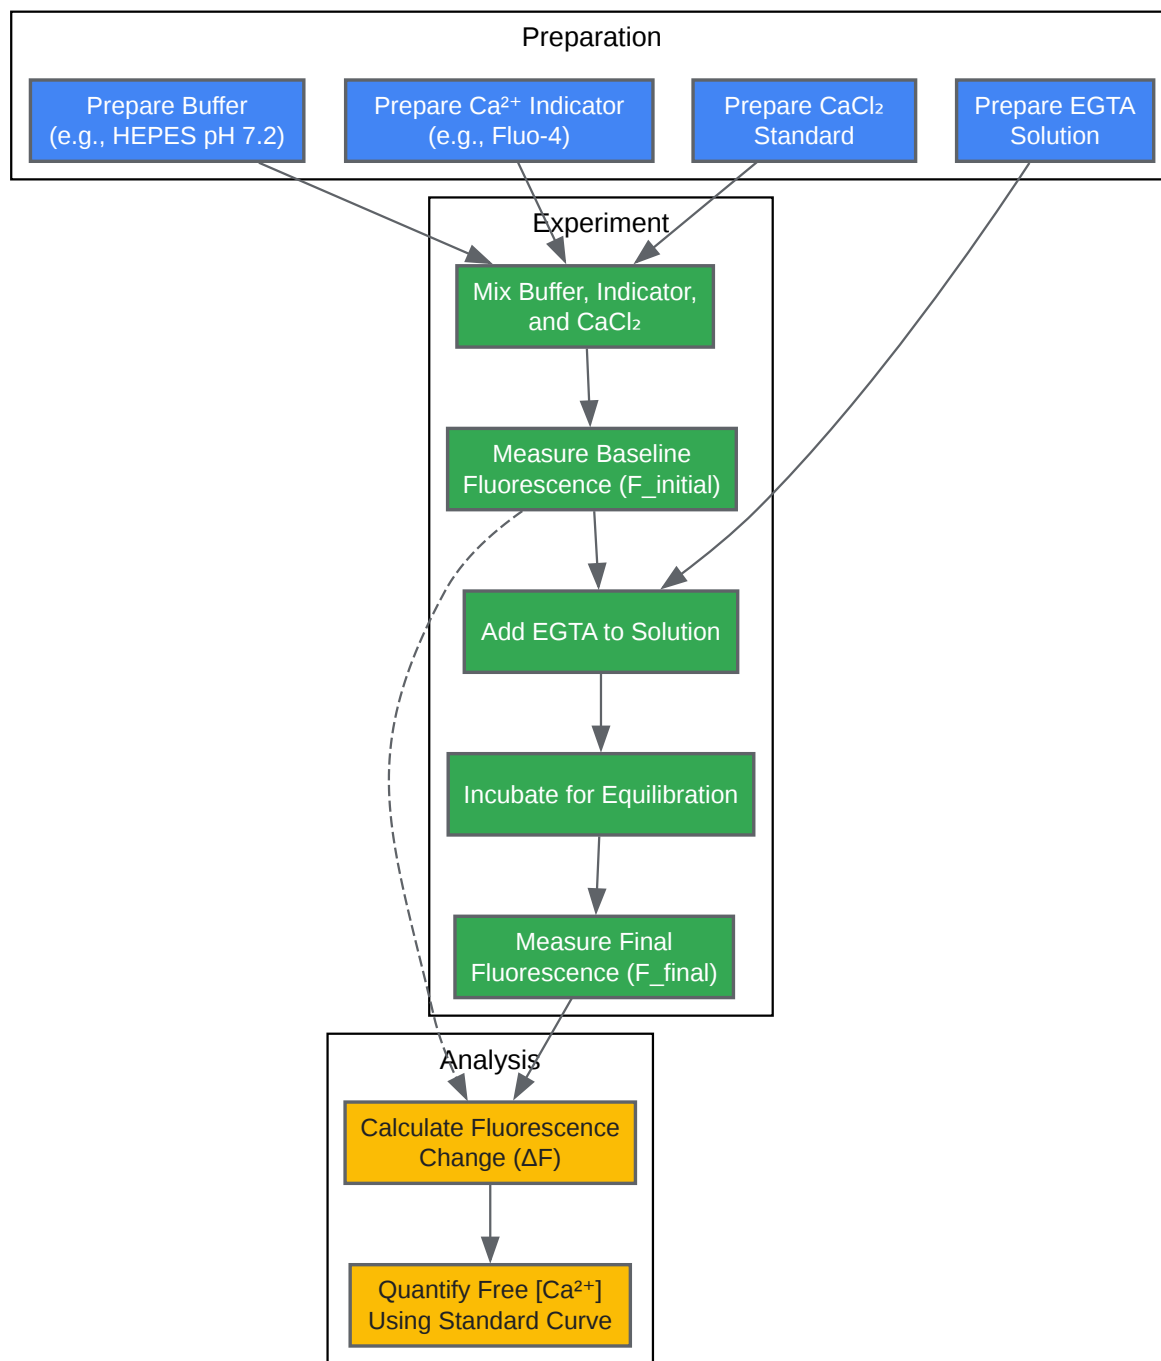 Preparation
Prepare Buffer
(e.g., HEPES pH 7.2)
Prepare Ca²⁺ Indicator
(e.g., Fluo-4)
Prepare CaCl₂
Standard
Prepare EGTA
Solution
Experiment
Mix Buffer, Indicator,
and CaCl₂
Measure Baseline
Fluorescence (F_initial)
Add EGTA to Solution
Incubate for Equilibration
Measure Final
Fluorescence (F_final)
Analysis
Calculate Fluorescence
Change (ΔF)
Quantify Free [Ca²⁺]
Using Standard Curve